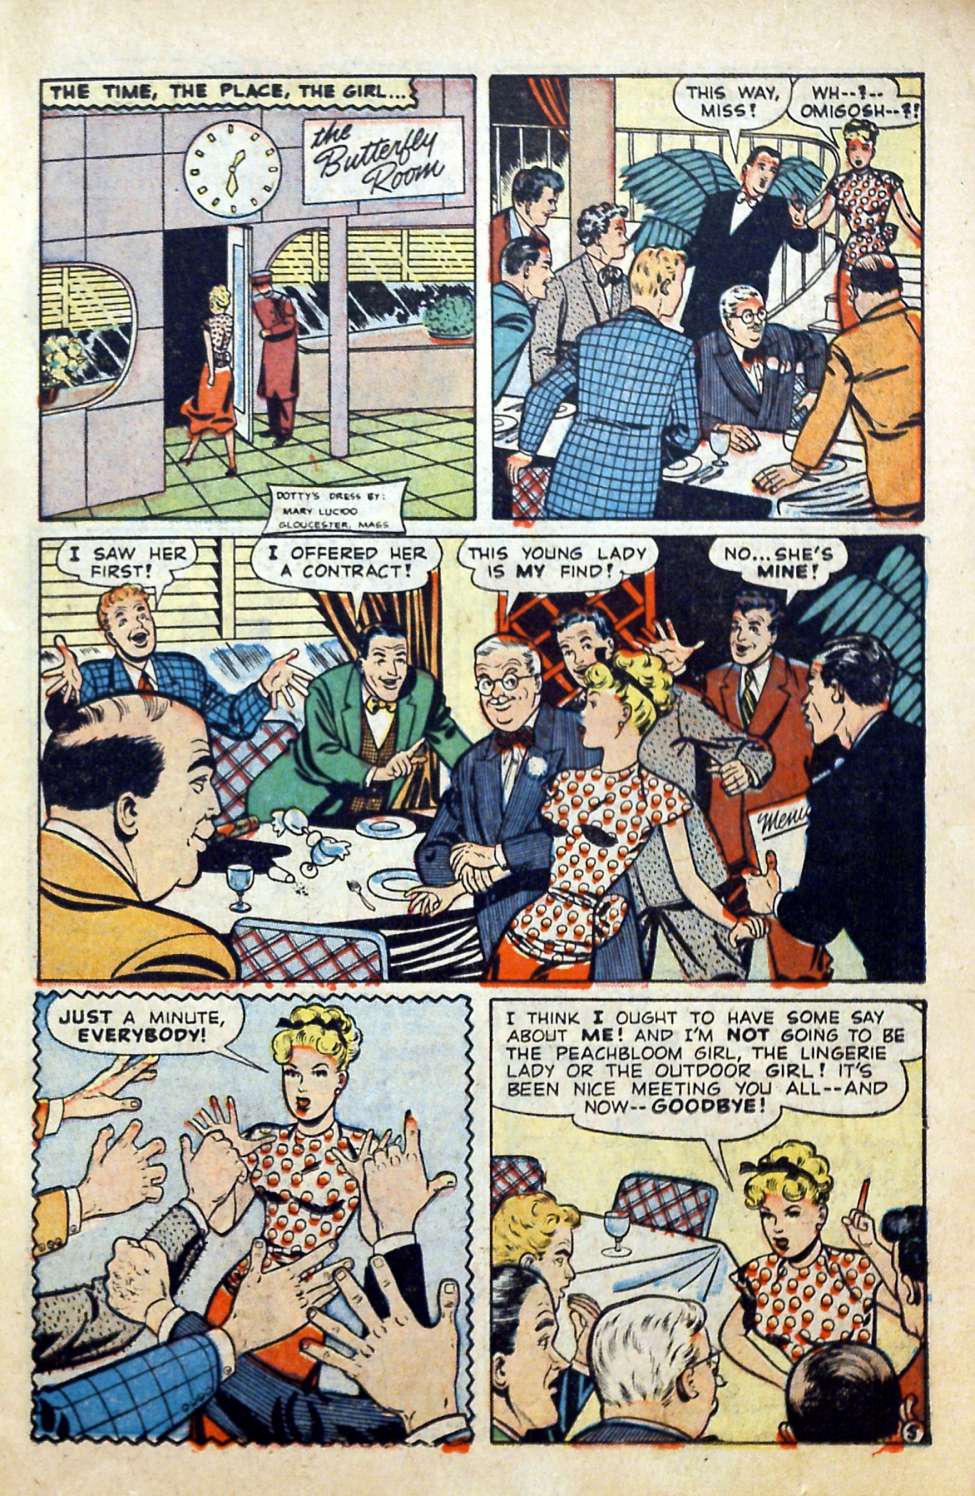 THE TIME, THE PLACE, THE GIRL...
the
Butterfly
Room
DOTTY'S DRESS BY:
MARY LUCIDO
GLOUCESTER, MASS
THIS WAY,
MISS!
WH--?--
OMIGOSH--?!
I SAW HER
FIRST!
I OFFERED HER
A CONTRACT!
THIS YOUNG LADY
IS MY FIND!
NO...SHE'S
MINE!
Menu
JUST A MINUTE,
EVERYBODY!
I THINK I OUGHT TO HAVE SOME SAY
ABOUT ME! AND I'M NOT GOING TO BE
THE PEACHBLOOM GIRL, THE LINGERIE
LADY OR THE OUTDOOR GIRL! IT'S
BEEN NICE MEETING YOU ALL--AND
NOW--GOODBYE!
3